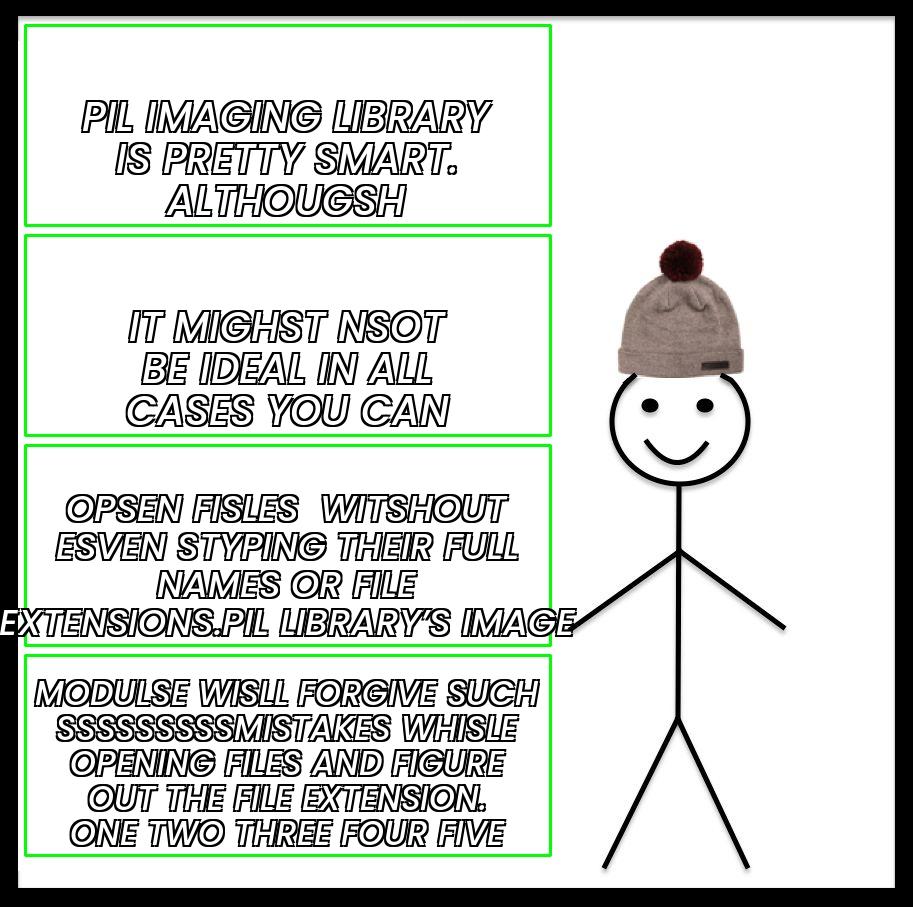 PIL IMAGING LIBRARY
IS PRETTY SMART.
ALTHOUGSH
IT MIGHST NSOT
BE IDEAL IN ALL
CASES YOU CAN
OPSEN FISLES  WITSHOUT
ESVEN STYPING THEIR FULL
NAMES OR FILE
EXTENSIONS.PIL LIBRARY'S IMAGE
MODULSE WISLL FORGIVE SUCH
SSSSSSSSSSMISTAKES WHISLE
OPENING FILES AND FIGURE
OUT THE FILE EXTENSION.
ONE TWO THREE FOUR FIVE